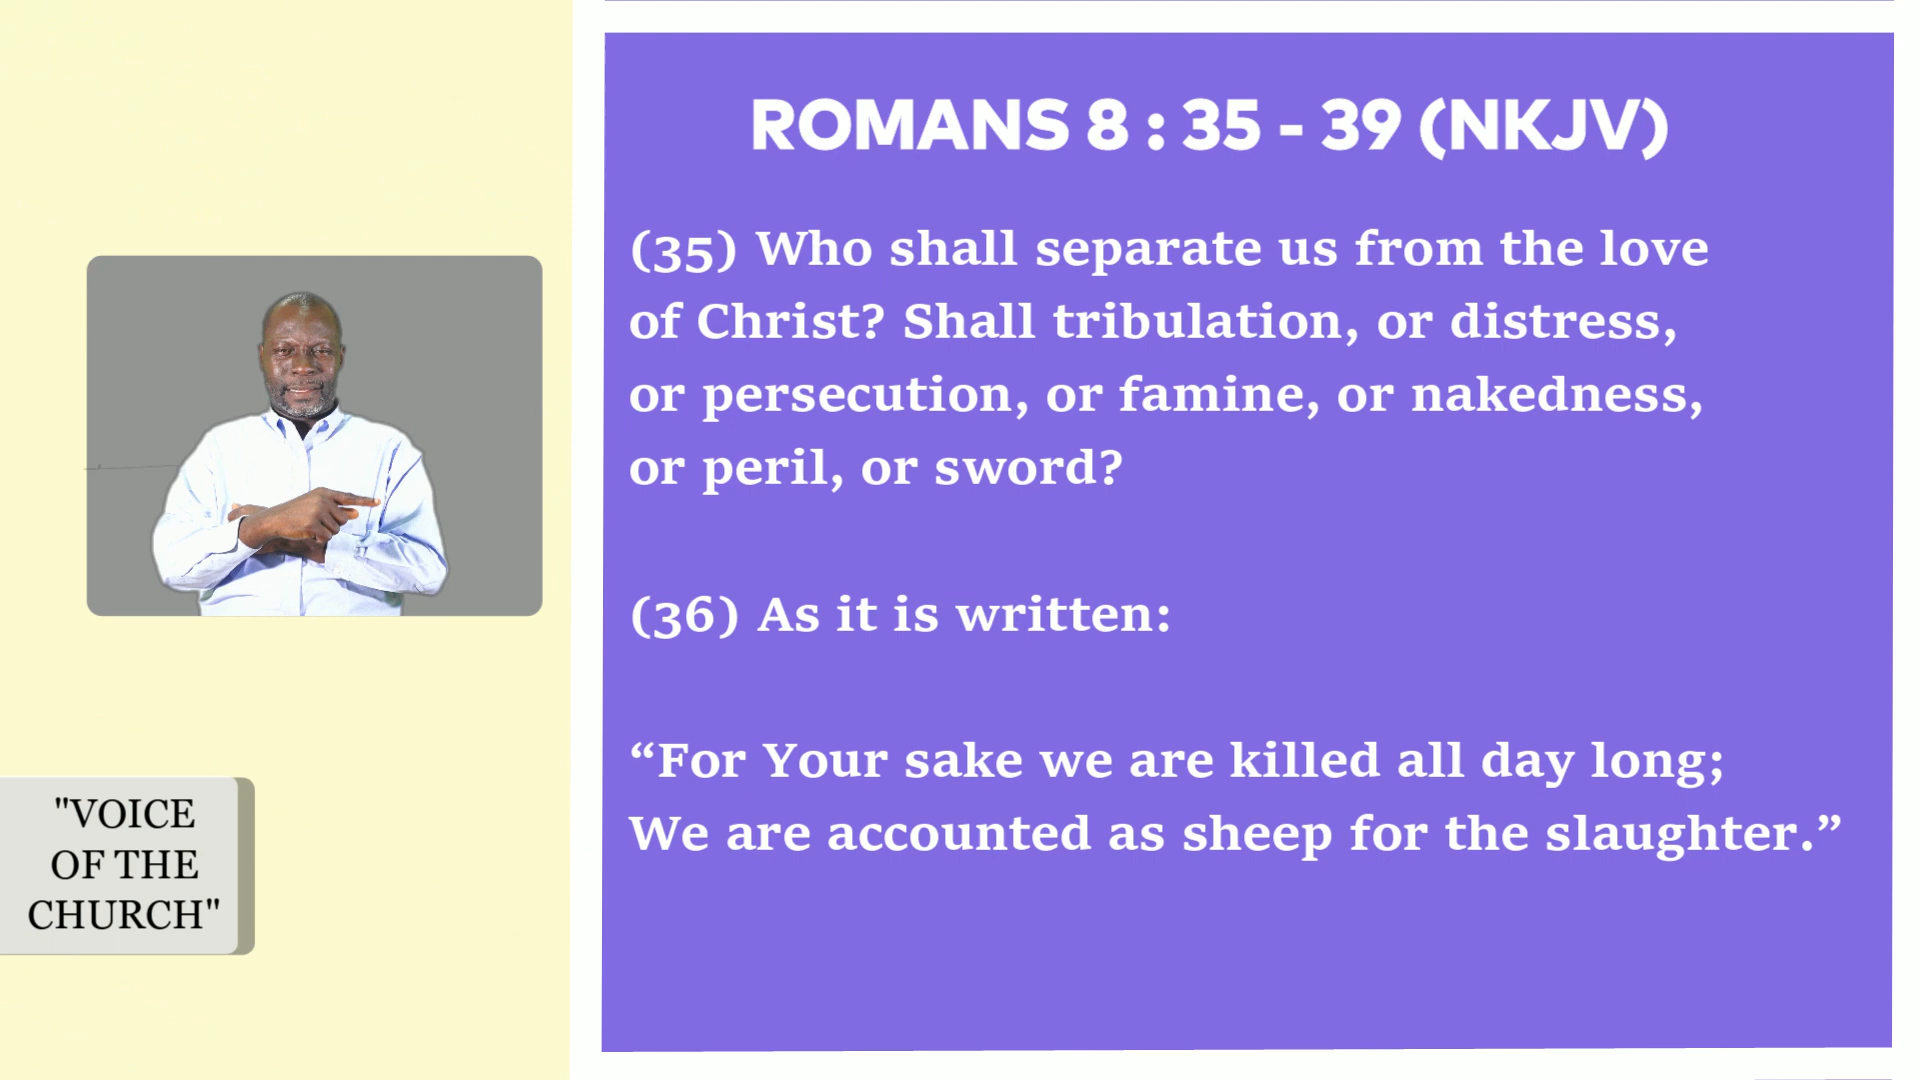 ROMANS 8 : 35 - 39 (NKJV)
(35) Who shall separate us from the love
of Christ? Shall tribulation, or distress,
or persecution, or famine, or nakedness,
or peril, or sword?
(36) As it is written:
“For Your sake we are killed all day long;
We are accounted as sheep for the slaughter.”
"VOICE
OF THE
CHURCH"